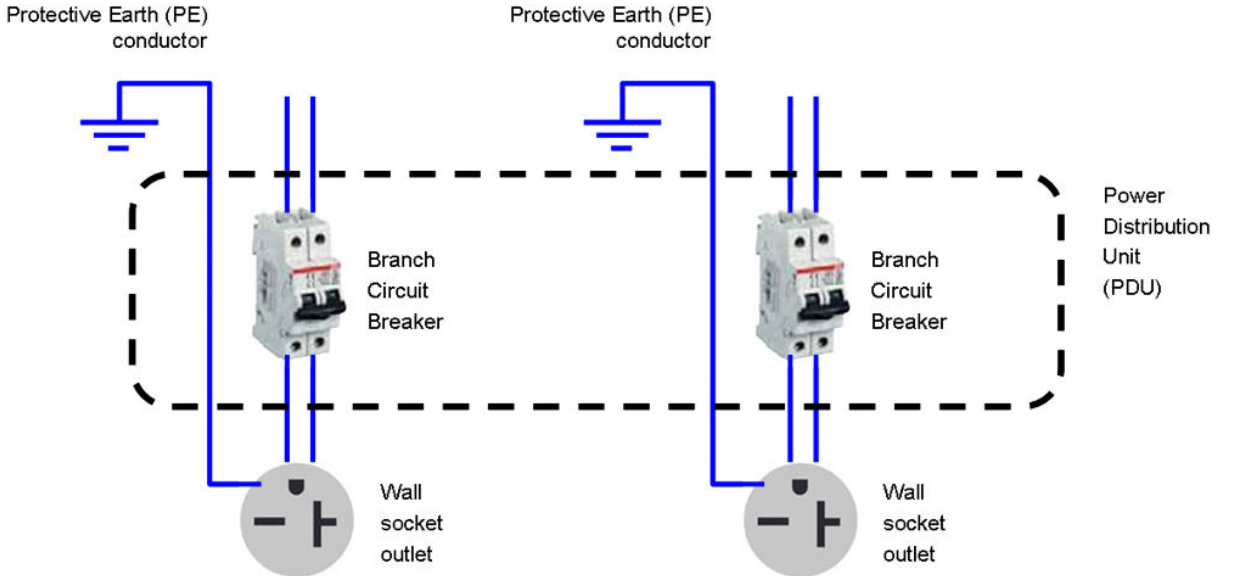 Protective Earth (PE)
conductor
Protective Earth (PE)
conductor
Branch
Circuit
Breaker
Branch
Circuit
Breaker
Power
Distribution
Unit
(PDU)
Wall
socket
outlet
Wall
socket
outlet